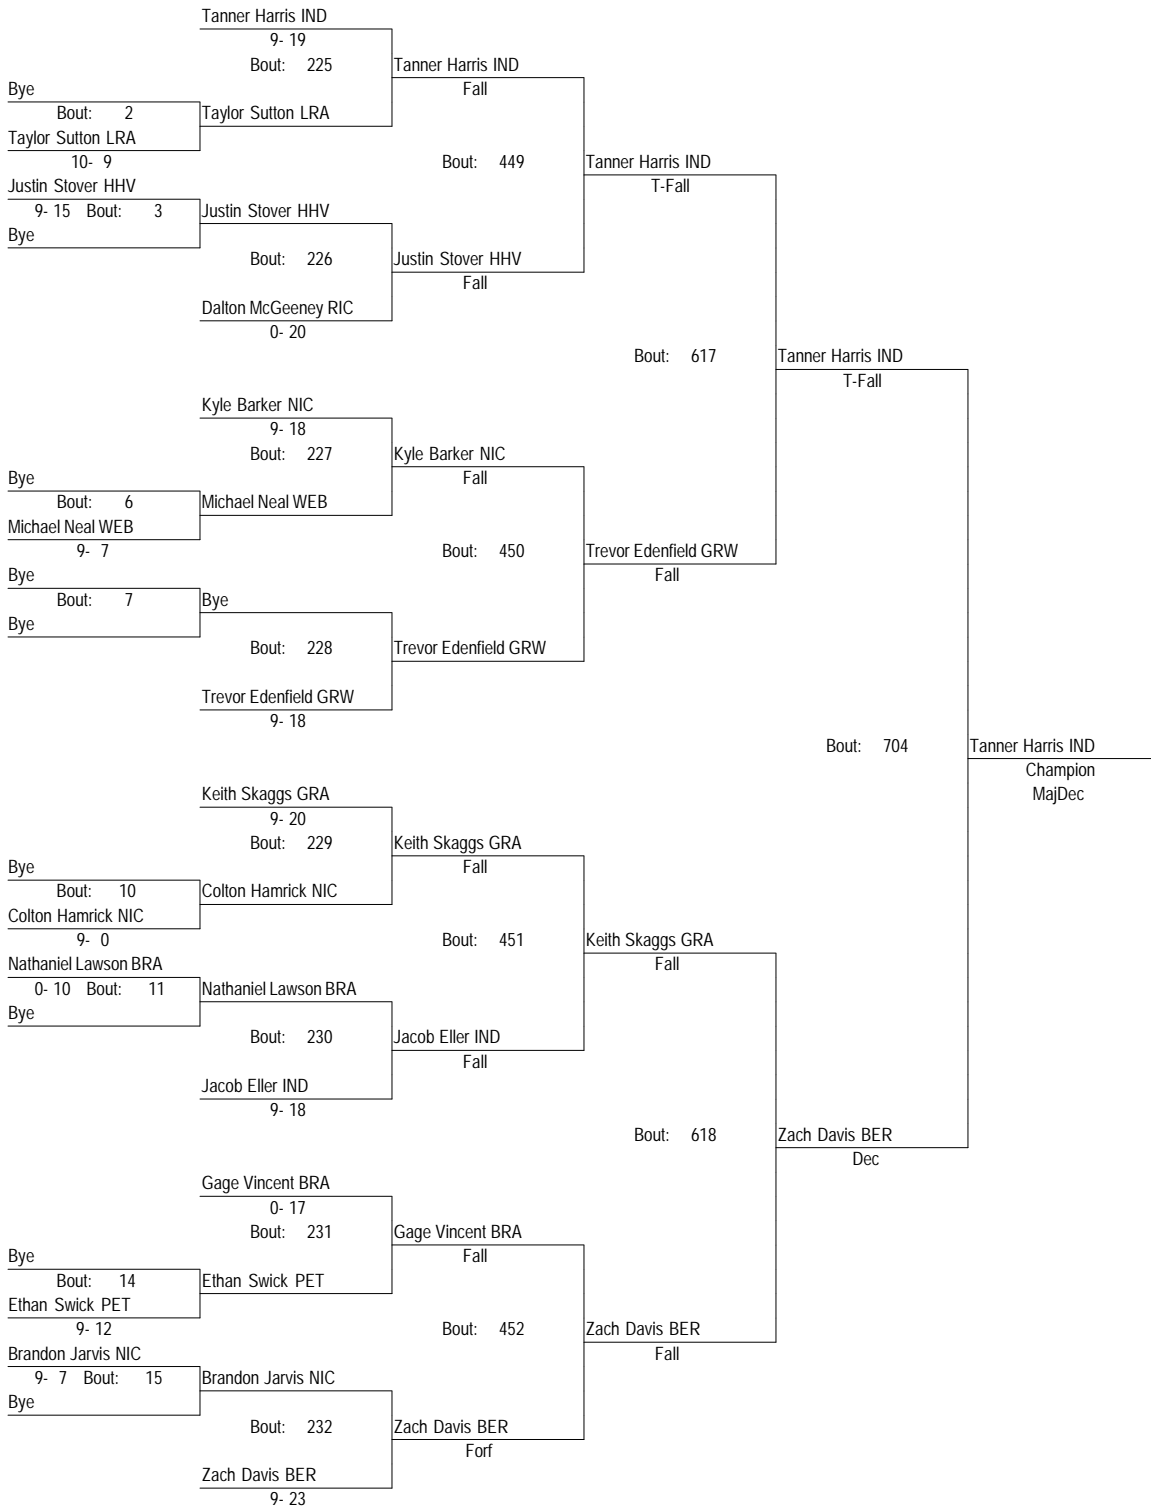 Tanner Harris IND
9- 19
Bout: 225
Tanner Harris IND
Fall
Bye
Bout: 2
Taylor Sutton LRA
Taylor Sutton LRA
10- 9
Bout: 449
Tanner Harris IND
T-Fall
Justin Stover HHV
9- 15 Bout: 3
Justin Stover HHV
Bye
Bout: 226
Justin Stover HHV
Fall
Dalton McGeeney RIC
0- 20
Bout: 617
Tanner Harris IND
T-Fall
Kyle Barker NIC
9- 18
Bout: 227
Kyle Barker NIC
Fall
Bye
Bout: 6
Michael Neal WEB
Michael Neal WEB
9- 7
Bout: 450
Trevor Edenfield GRW
Fall
Bye
Bout: 7
Bye
Bye
Bout: 228
Trevor Edenfield GRW
Trevor Edenfield GRW
9- 18
Bout: 704
Tanner Harris IND
Champion
MajDec
Keith Skaggs GRA
9- 20
Bout: 229
Keith Skaggs GRA
Fall
Bye
Bout: 10
Colton Hamrick NIC
Colton Hamrick NIC
9- 0
Bout: 451
Keith Skaggs GRA
Fall
Nathaniel Lawson BRA
0- 10 Bout: 11
Nathaniel Lawson BRA
Bye
Bout: 230
Jacob Eller IND
Fall
Jacob Eller IND
9- 18
Bout: 618
Zach Davis BER
Dec
Gage Vincent BRA
0- 17
Bout: 231
Gage Vincent BRA
Fall
Bye
Bout: 14
Ethan Swick PET
Ethan Swick PET
9- 12
Bout: 452
Zach Davis BER
Fall
Brandon Jarvis NIC
9- 7 Bout: 15
Brandon Jarvis NIC
Bye
Bout: 232
Zach Davis BER
Forf
Zach Davis BER
9- 23